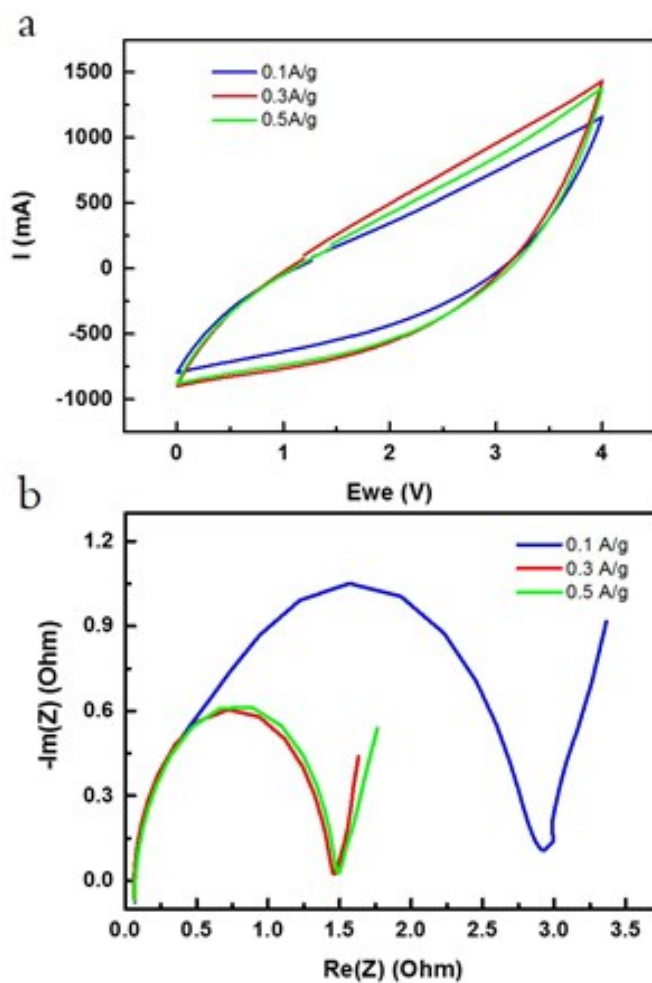 a
1500
1000
500
0
-500
-1000
I (mA)
0.1A/g
0.3A/g
0.5A/g
0 1 2 3 4
Ewe (V)
b
1.2
0.9
0.6
0.3
0.0
-Im(Z) (Ohm)
0.1 A/g
0.3 A/g
0.5 A/g
0.0 0.5 1.0 1.5 2.0 2.5 3.0 3.5
Re(Z) (Ohm)